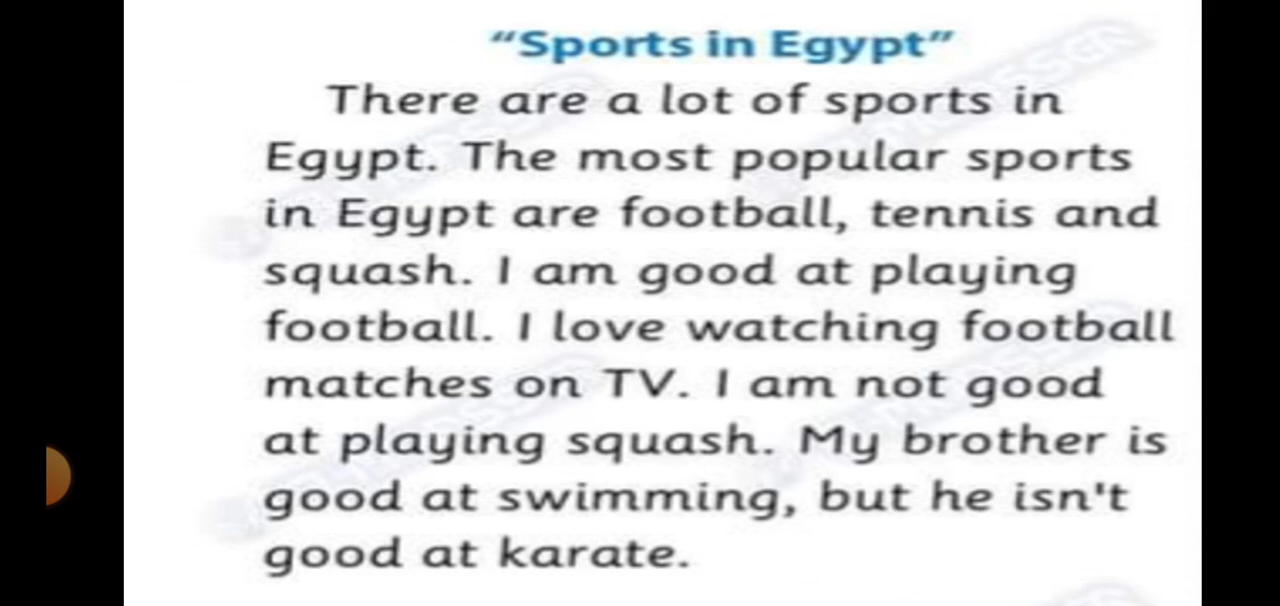 “Sports in Egypt”
There are a lot of sports in
Egypt. The most popular sports
in Egypt are football, tennis and
squash. I am good at playing
football. I love watching football
matches on TV. I am not good
at playing squash. My brother is
good at swimming, but he isn't
good at karate.